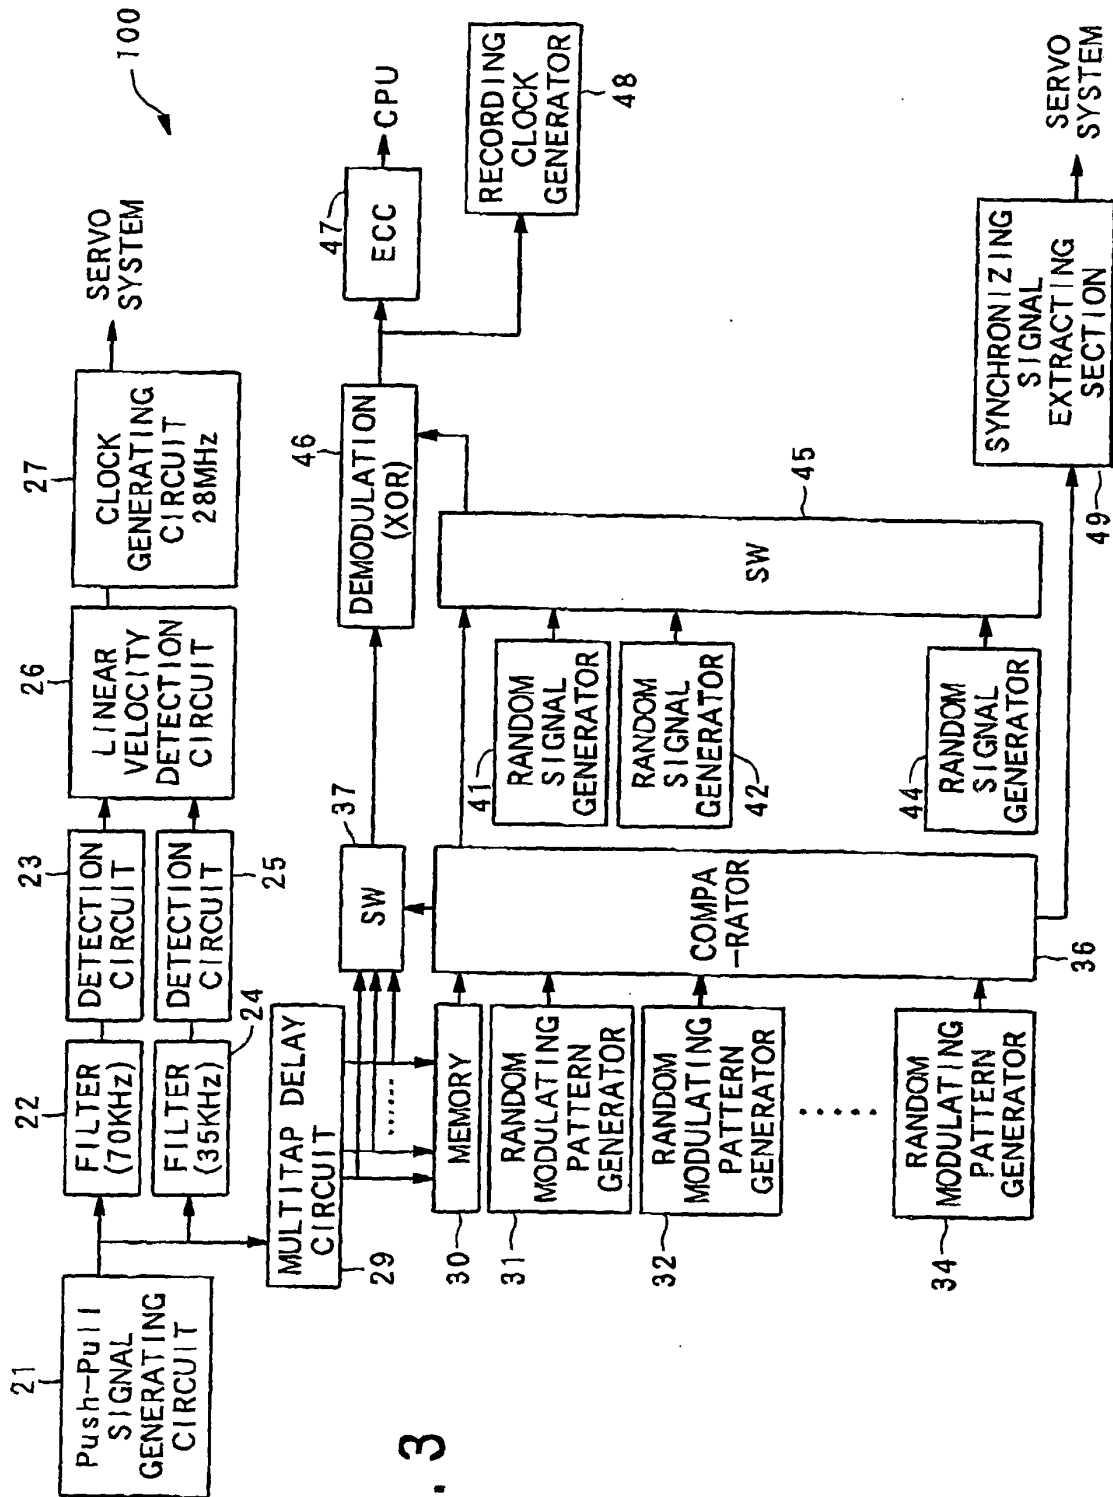 100
21
Push-Pull
SIGNAL
GENERATING
CIRCUIT
22
FILTER
(70KHz)
23
DETECTION
CIRCUIT
FILTER
(35KHz)
24
DETECTION
CIRCUIT
25
26
LINEAR
VELOCITY
DETECTION
CIRCUIT
27
CLOCK
GENERATING
CIRCUIT
28MHz
SERVO
SYSTEM
MULTITAP DELAY
CIRCUIT
29
......
37
SW
46
DEMODULATION
(XOR)
47
ECC
CPU
RECORDING
CLOCK
GENERATOR
48
MEMORY
30
RANDOM
MODULATING
PATTERN
GENERATOR
31
RANDOM
MODULATING
PATTERN
GENERATOR
32
.....
RANDOM
MODULATING
PATTERN
GENERATOR
34
COMPA
-RATOR
36
41
RANDOM
SIGNAL
GENERATOR
RANDOM
SIGNAL
GENERATOR
42
44
RANDOM
SIGNAL
GENERATOR
45
SW
SYNCHRONIZING
SIGNAL
EXTRACTING
SECTION
49
SERVO
SYSTEM
. 3